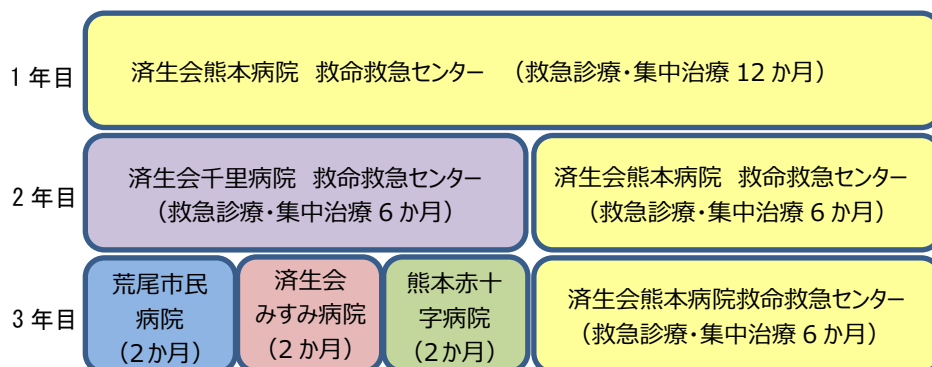 1 年目
済生会熊本病院 救命救急センター （救急診療・集中治療 12 か月）
2 年目
済生会千里病院 救命救急センター
（救急診療・集中治療 6 か月）
済生会熊本病院 救命救急センター
（救急診療・集中治療 6 か月）
3 年目
荒尾市民
病院
（2か月）
済生会
みすみ病院
（2 か月）
熊本赤十
字病院
（2か月）
済生会熊本病院救命救急センター
（救急診療・集中治療 6 か月）